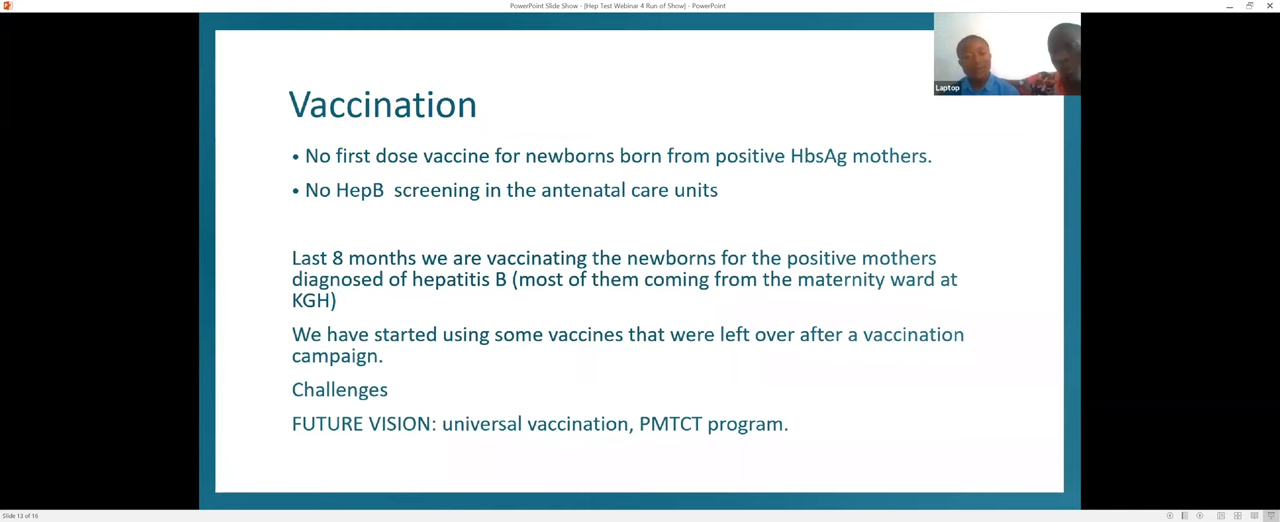 PowerPoint Slide Show - [Hep Test Webinar 4 Run of Show] - PowerPoint
Laptop
Vaccination
• No first dose vaccine for newborns born from positive HbsAg mothers.
• No HepB screening in the antenatal care units
Last 8 months we are vaccinating the newborns for the positive mothers
diagnosed of hepatitis B (most of them coming from the maternity ward at
KGH)
We have started using some vaccines that were left over after a vaccination
campaign.
Challenges
FUTURE VISION: universal vaccination, PMTCT program.
Slide 13 of 16